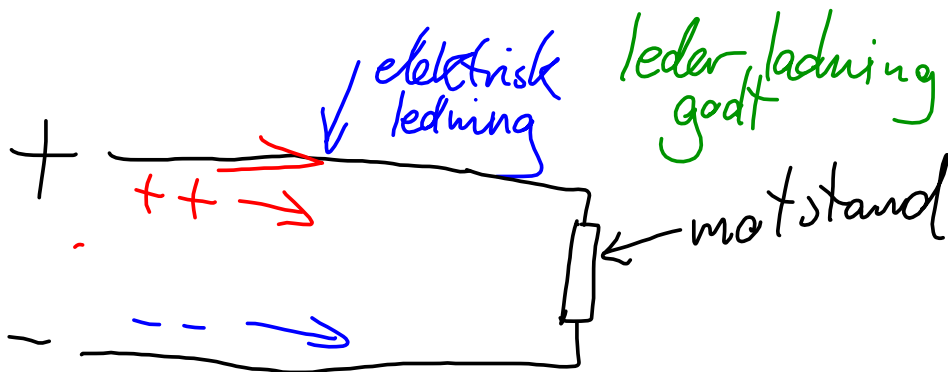 elektrisk
ledning
leder ladning
godt
+
++
motstand
-
--